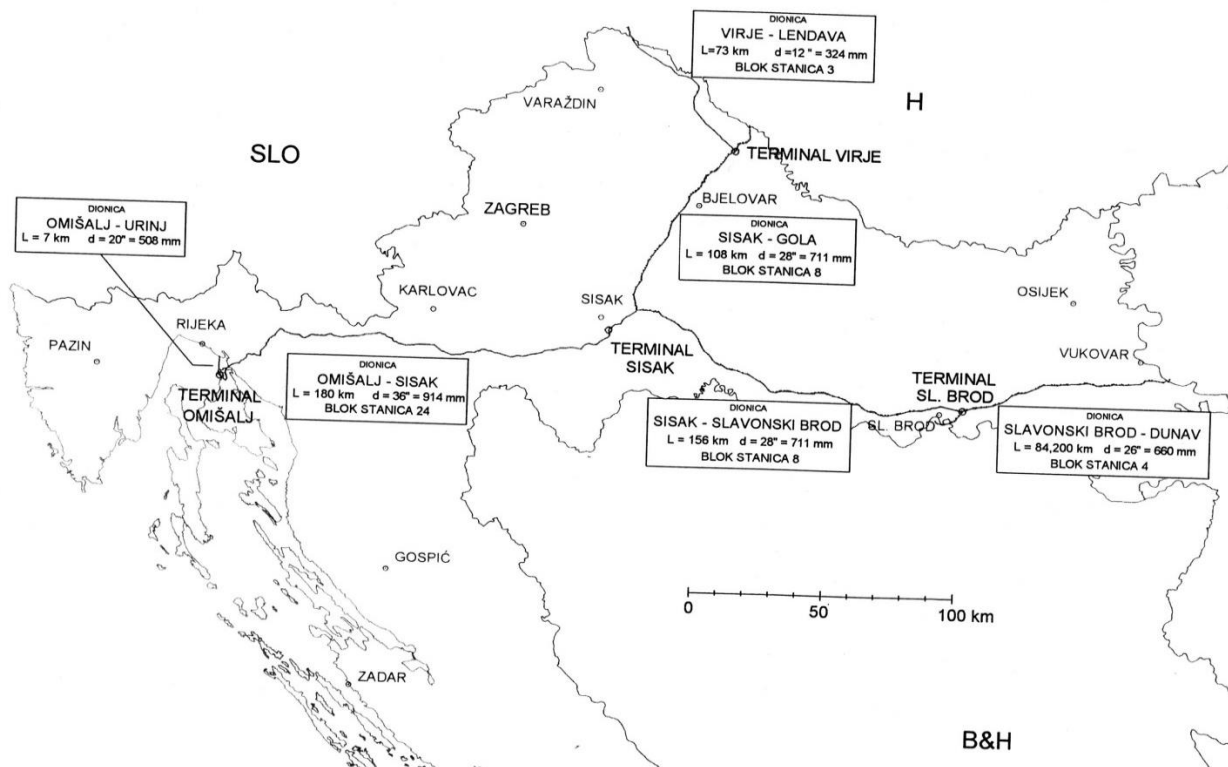 DIONICA
VIRJE - LENDAVA
L=73 km d =12 " = 324 mm
BLOK STANICA 3
H
VARAŽDIN
SLO
TERMINAL VIRJE
DIONICA
OMIŠALJ - URINJ
L = 7 km d = 20" = 508 mm
BJELOVAR
ZAGREB
DIONICA
SISAK - GOLA
L = 108 km d = 28" = 711 mm
BLOK STANICA 8
KARLOVAC
SISAK
OSIJEK
RIJEKA
PAZIN
TERMINAL
SISAK
VUKOVAR
TERMINAL
OMIŠALJ
DIONICA
OMIŠALJ - SISAK
L = 180 km d = 36" = 914 mm
BLOK STANICA 24
TERMINAL
SL. BROD
DIONICA
SISAK - SLAVONSKI BROD
L = 156 km d = 28" = 711 mm
BLOK STANICA 8
SL. BROD
DIONICA
SLAVONSKI BROD - DUNAV
L = 84,200 km d = 26" = 660 mm
BLOK STANICA 4
GOSPIĆ
0 50 100 km
ZADAR
B&H